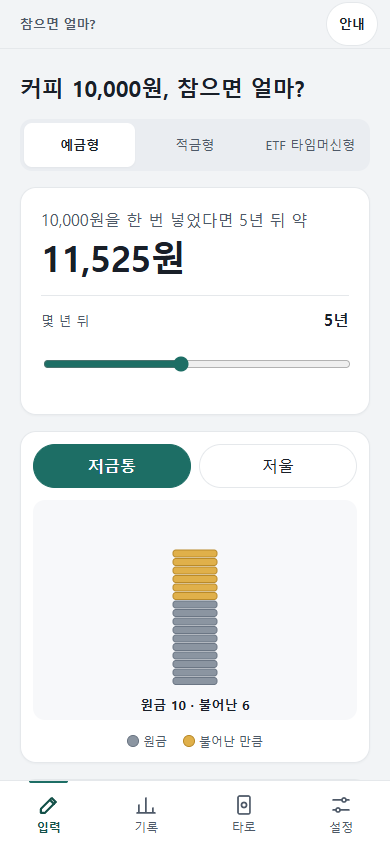 참으면 얼마?
안내
커피 10,000원, 참으면 얼마?
예금형
적금형
ETF 타임머신형
10,000원을 한 번 넣었다면 5년 뒤 약
11,525원
몇 년 뒤
5년
저금통
저울
원금 10 · 불어난 6
원금
불어난 만큼
입력
기록
타로
설정